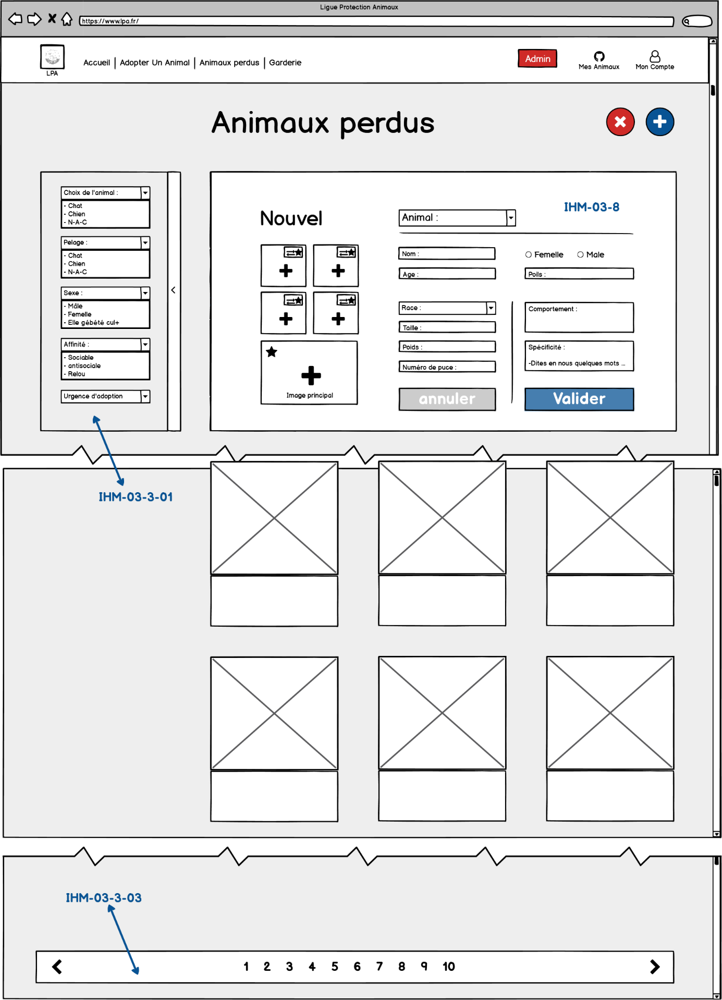 Ligue Protection Animaux
https://www.lpa.fr/
LPA
Accueil | Adopter Un Animal | Animaux perdus | Garderie
Admin
Mes Animaux
Mon Compte
Animaux perdus
Choix de l'animal :
- Chat
- Chien
- N-A-C
Pelage :
- Chat
- Chien
- N-A-C
Sexe :
- Mâle
- Femelle
- Elle gébété cul+
Affinité :
- Sociable
- antisociale
- Relou
Urgence d'adoption
<
Nouvel
Animal :
IHM-03-8
Nom :
Femelle
Male
Age :
Poils :
Race :
Taille :
Poids :
Numéro de puce :
Comportement :
Spécificité :
-Dites en nous quelques mots ...
Image principal
annuler
Valider
IHM-03-3-01
IHM-03-3-03
1 2 3 4 5 6 7 8 9 10